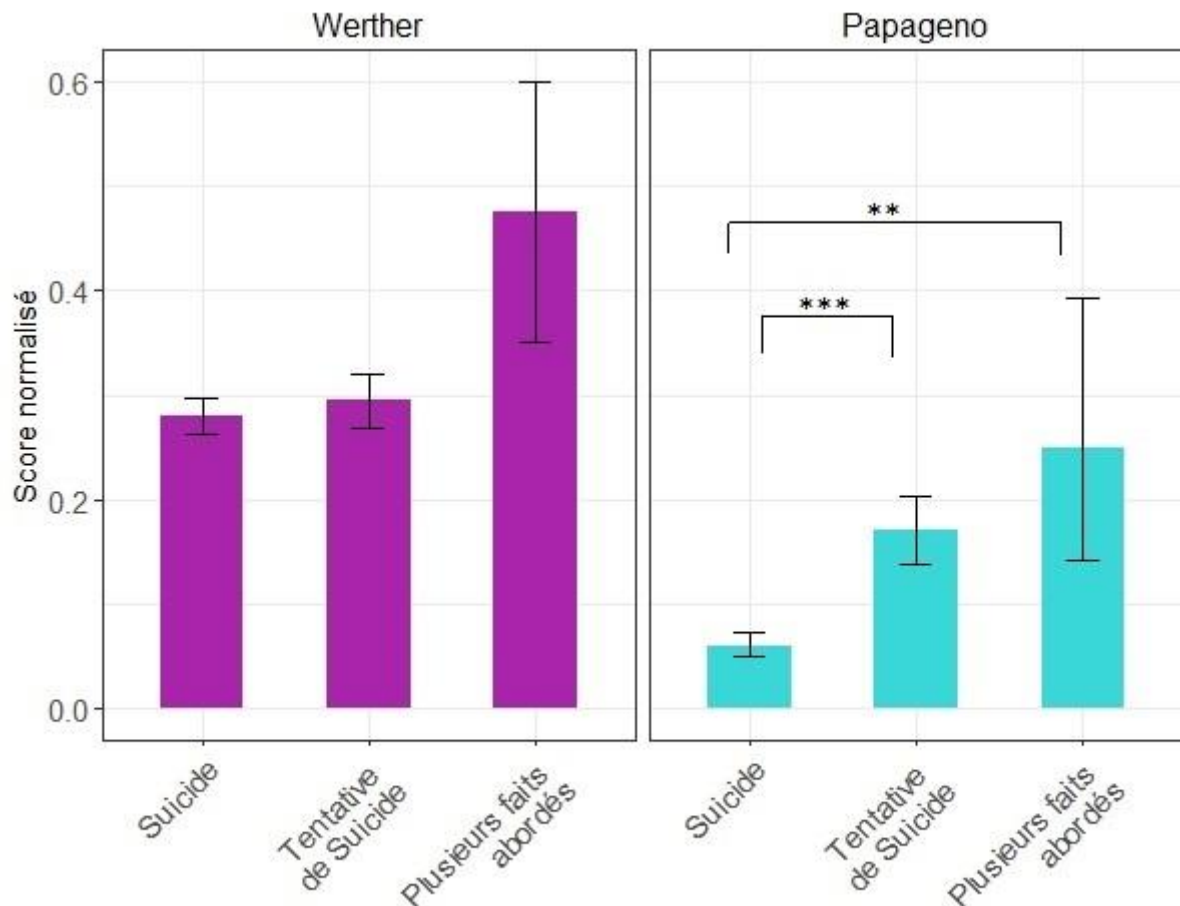 Werther
Papageno
Score normalisé
0.6
0.4
0.2
0.0
**
***
Suicide
Tentative
de Suicide
Plusieurs faits
abordés
Suicide
Tentative
de Suicide
Plusieurs faits
abordés